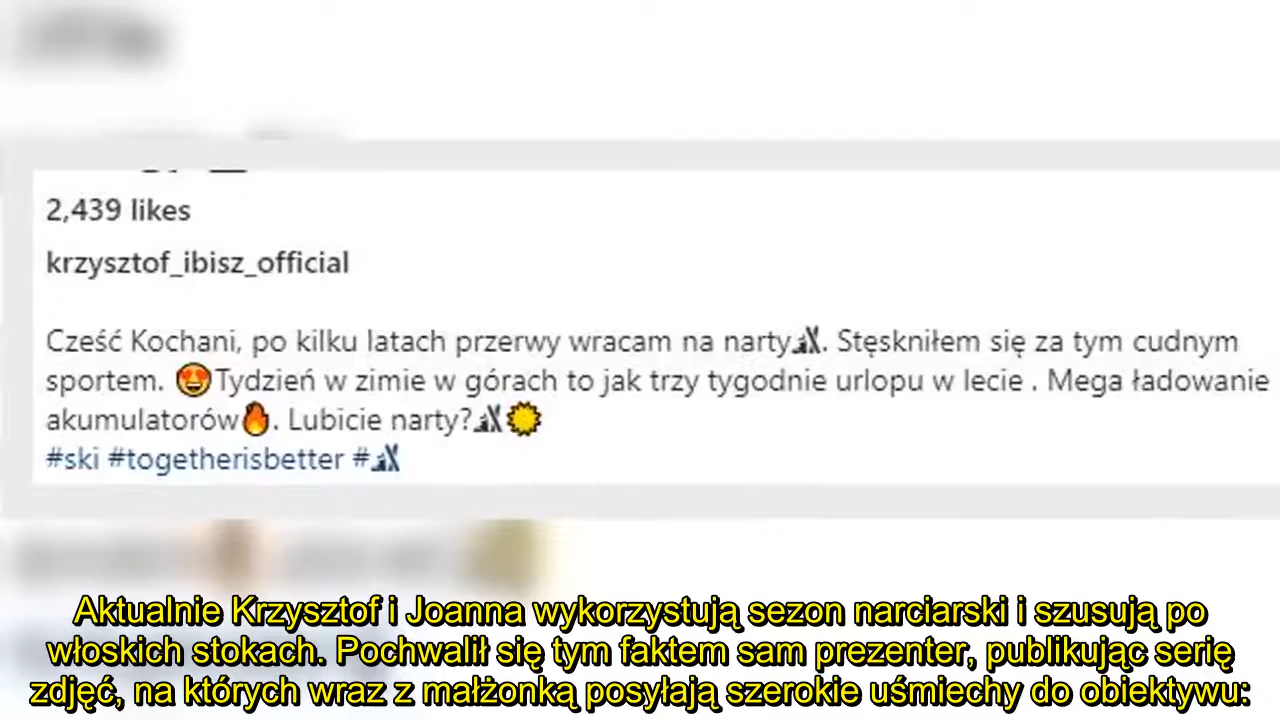 2,439 likes
krzysztof_ibisz_official
Cześć Kochani, po kilku latach przerwy wracam na narty🎿. Stęskniłem się za tym cudnym
sportem. 😍Tydzień w zimie w górach to jak trzy tygodnie urlopu w lecie . Mega ładowanie
akumulatorów🔥. Lubicie narty?🎿☀️
#ski #togetherisbetter #🎿
Aktualnie Krzysztof i Joanna wykorzystują sezon narciarski i szusują po
włoskich stokach. Pochwalił się tym faktem sam prezenter, publikując serię
zdjęć, na których wraz z małżonką posyłają szerokie uśmiechy do obiektywu: